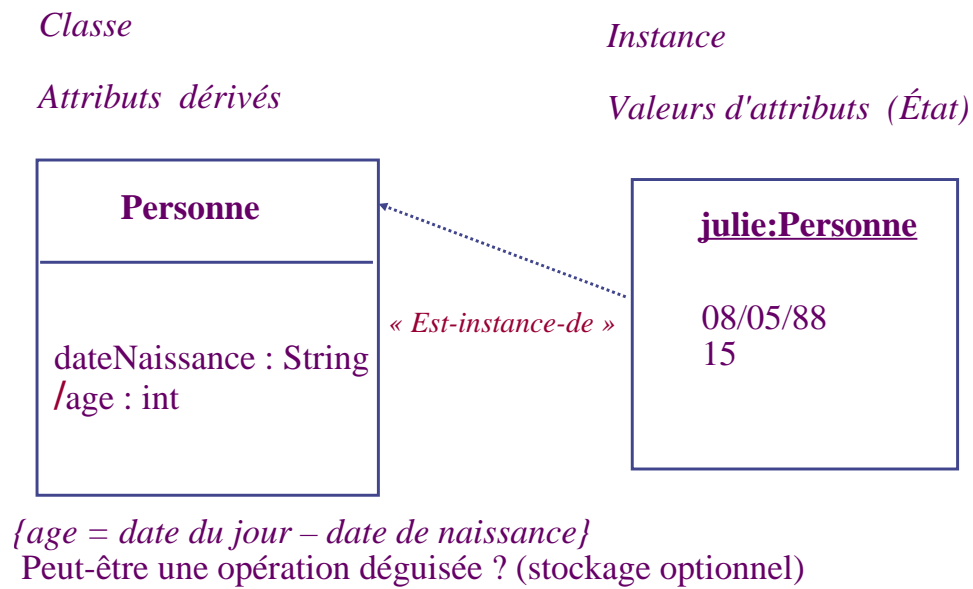 Classe
Attributs dérivés
Instance
Valeurs d'attributs (État)
Personne
dateNaissance : String
/age : int
« Est-instance-de »
julie:Personne
08/05/88
15
{age = date du jour – date de naissance}
Peut-être une opération déguisée ? (stockage optionnel)